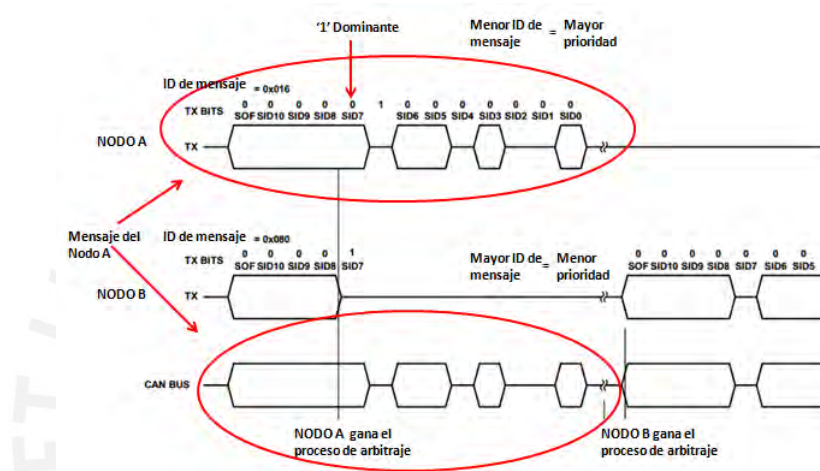 '1' Dominante
Menor ID de mensaje = Mayor prioridad
ID de mensaje = 0x016
TX BITS 0 0 0 0 0 1 0 0 0 0 0 0 0
SOF SID10 SID9 SID8 SID7 SID6 SID5 SID4 SID3 SID2 SID1 SID0
NODO A TX
Mensaje del Nodo A
ID de mensaje = 0x080
TX BITS 0 0 0 0 1
SOF SID10 SID9 SID8 SID7
Mayor ID de mensaje = Menor prioridad
0 0 0 0 0 0 0
SOF SID10 SID9 SID8 SID7 SID6 SID5
NODO B TX
CAN BUS
NODO A gana el proceso de arbitraje
NODO B gana el proceso de arbitraje